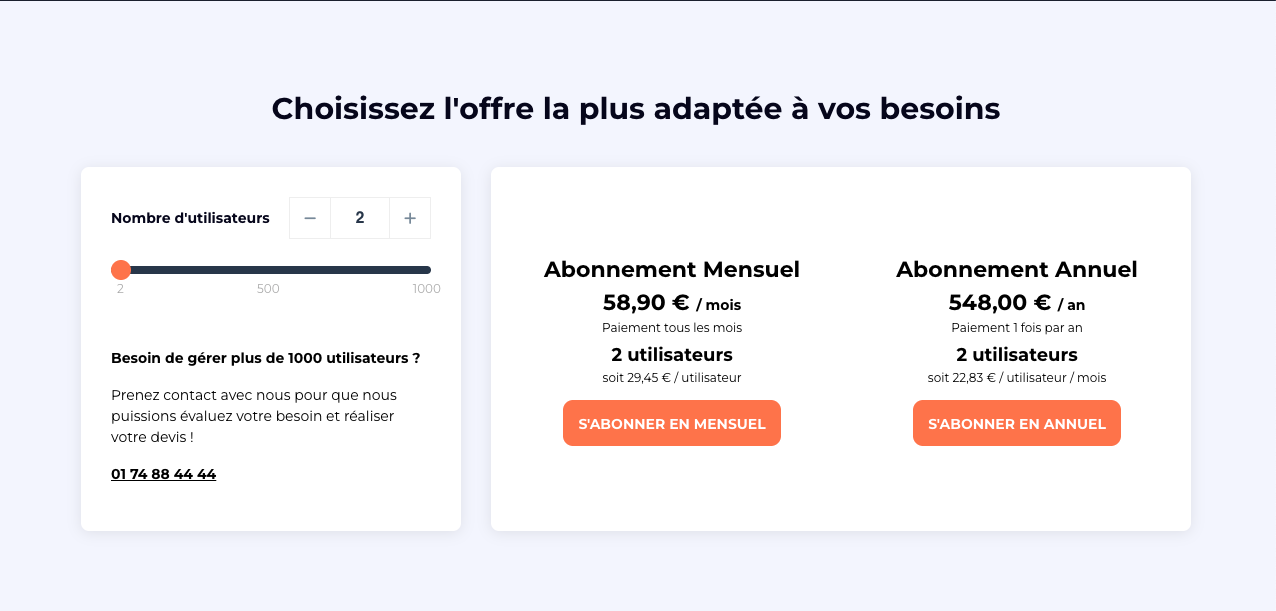 Choisissez l'offre la plus adaptée à vos besoins
Nombre d'utilisateurs − 2 +
2 500 1000
Besoin de gérer plus de 1000 utilisateurs ?
Prenez contact avec nous pour que nous
puissions évaluez votre besoin et réaliser
votre devis !
01 74 88 44 44
Abonnement Mensuel
58,90 € / mois
Paiement tous les mois
2 utilisateurs
soit 29,45 € / utilisateur
S'ABONNER EN MENSUEL
Abonnement Annuel
548,00 € / an
Paiement 1 fois par an
2 utilisateurs
soit 22,83 € / utilisateur / mois
S'ABONNER EN ANNUEL